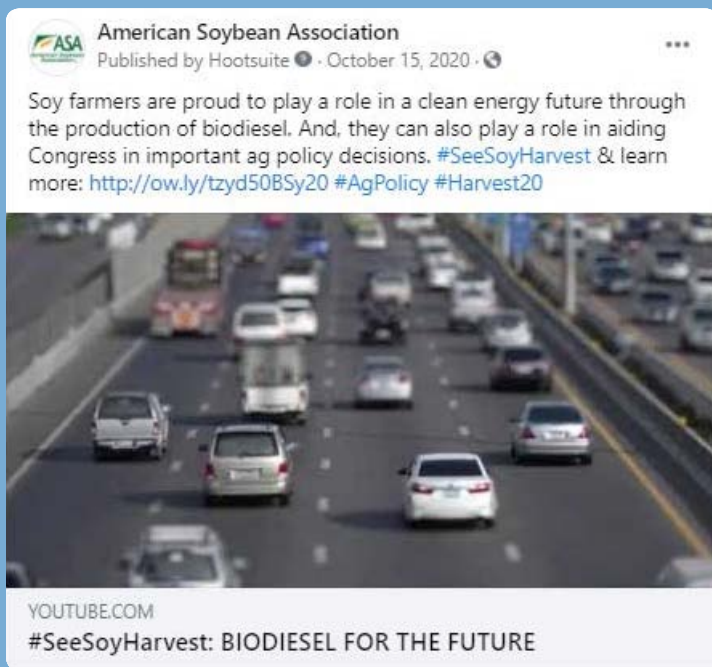 ASA
American Soybean Association
Published by Hootsuite · October 15, 2020 ·
Soy farmers are proud to play a role in a clean energy future through
the production of biodiesel. And, they can also play a role in aiding
Congress in important ag policy decisions. #SeeSoyHarvest & learn
more: http://ow.ly/tzyd50BSy20 #AgPolicy #Harvest20
YOUTUBE.COM
#SeeSoyHarvest: BIODIESEL FOR THE FUTURE